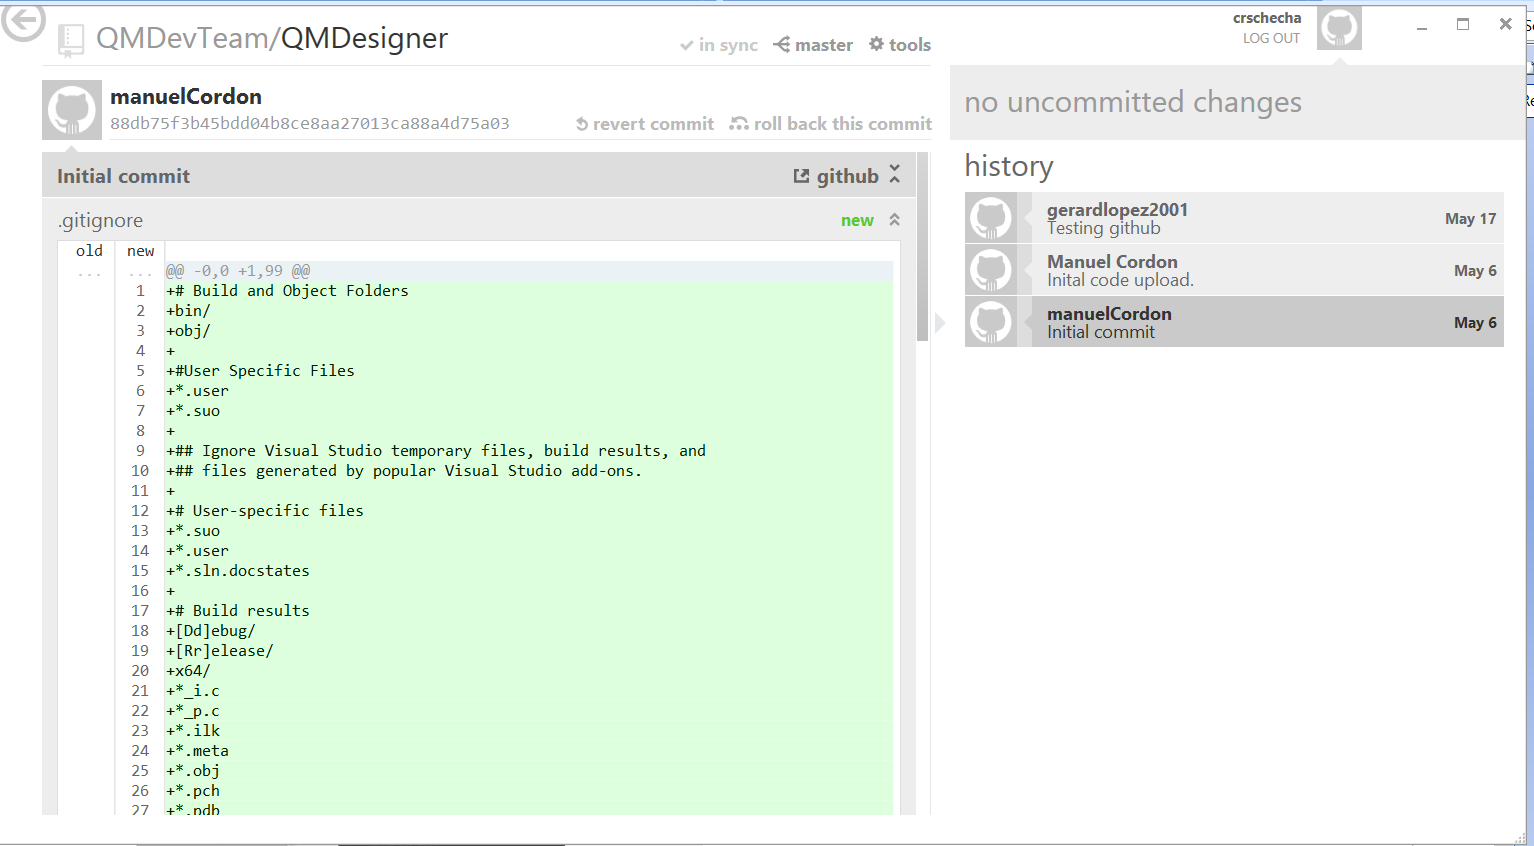 crschecha
LOG OUT
QMDevTeam/QMDesigner
in sync
master
tools
manuelCordon
88db75f3b45bdd04b8ce8aa27013ca88a4d75a03
revert commit
roll back this commit
Initial commit
github
.gitignore
new
old new
... ... @@ -0,0 +1,99 @@
1 +# Build and Object Folders
2 +bin/
3 +obj/
4 +
5 +#User Specific Files
6 +*.user
7 +*.suo
8 +
9 +## Ignore Visual Studio temporary files, build results, and
10 +## files generated by popular Visual Studio add-ons.
11 +
12 +# User-specific files
13 +*.suo
14 +*.user
15 +*.sln.docstates
16 +
17 +# Build results
18 +[Dd]ebug/
19 +[Rr]elease/
20 +x64/
21 +*_i.c
22 +*_p.c
23 +*.ilk
24 +*.meta
25 +*.obj
26 +*.pch
27 +*.pdb
no uncommitted changes
history
gerardlopez2001
Testing github
May 17
Manuel Cordon
Inital code upload.
May 6
manuelCordon
Initial commit
May 6